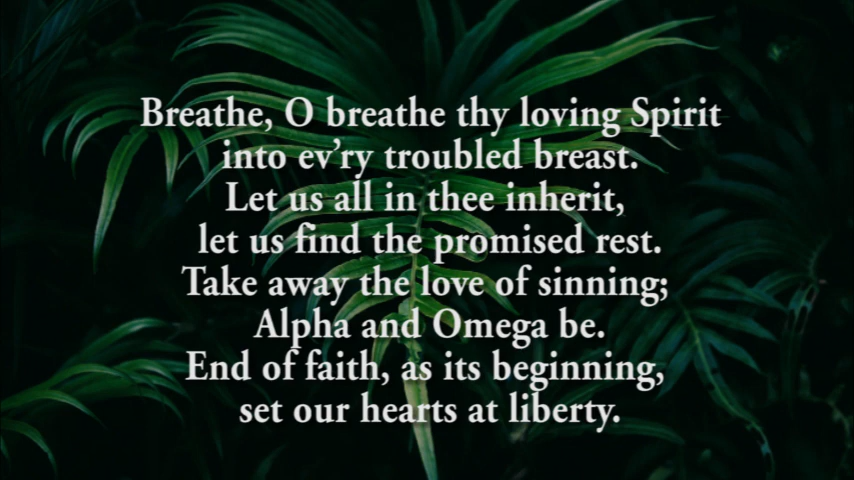 Breathe, O breathe thy loving Spirit
into ev’ry troubled breast.
Let us all in thee inherit,
let us find the promised rest.
Take away the love of sinning;
Alpha and Omega be.
End of faith, as its beginning,
set our hearts at liberty.